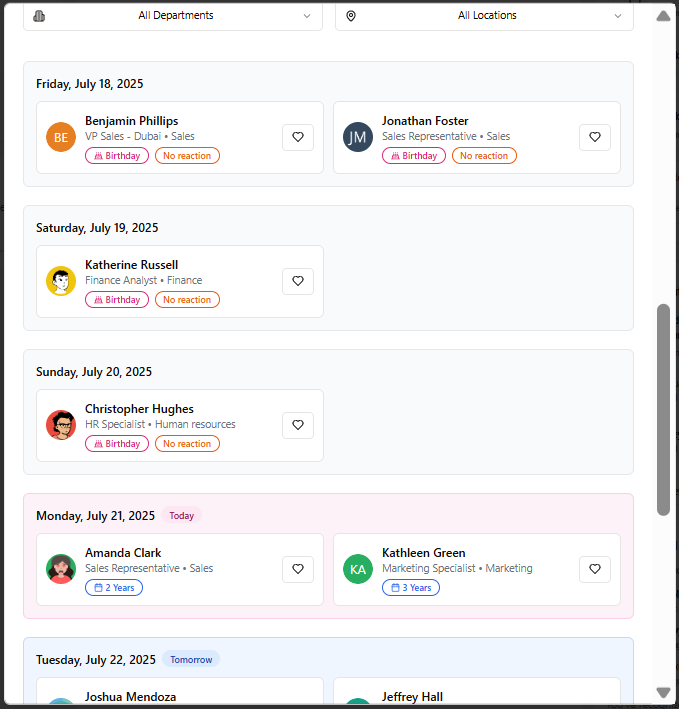 All Departments
All Locations
Friday, July 18, 2025
BE
Benjamin Phillips
VP Sales - Dubai • Sales
Birthday
No reaction
JM
Jonathan Foster
Sales Representative • Sales
Birthday
No reaction
Saturday, July 19, 2025
Katherine Russell
Finance Analyst • Finance
Birthday
No reaction
Sunday, July 20, 2025
Christopher Hughes
HR Specialist • Human resources
Birthday
No reaction
Monday, July 21, 2025 Today
Amanda Clark
Sales Representative • Sales
2 Years
KA
Kathleen Green
Marketing Specialist • Marketing
3 Years
Tuesday, July 22, 2025 Tomorrow
Joshua Mendoza
Jeffrey Hall